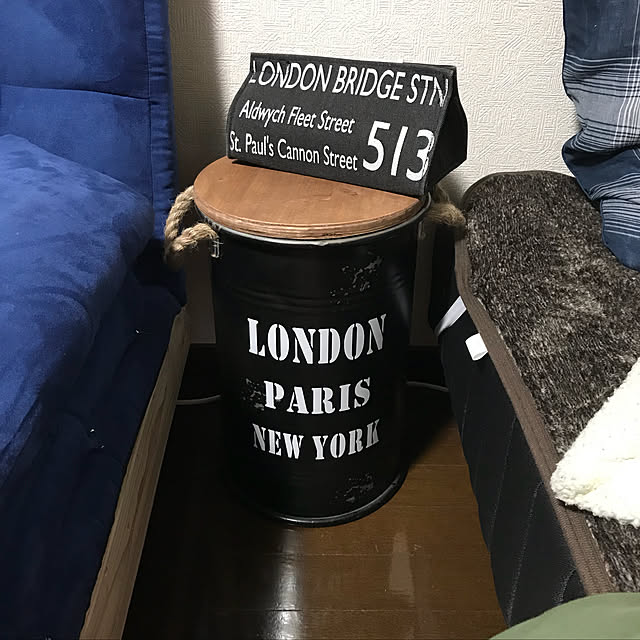 LONDON BRIDGE STN
Aldwych Fleet Street
St. Paul's Cannon Street 513
LONDON
PARIS
NEW YORK